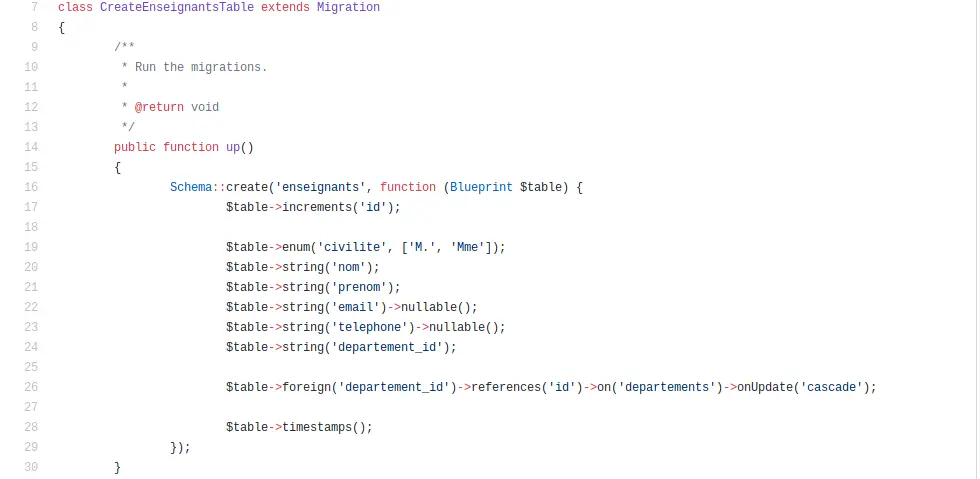 7 class CreateEnseignantsTable extends Migration
8 {
9 /**
10 * Run the migrations.
11 *
12 * @return void
13 */
14 public function up()
15 {
16 Schema::create('enseignants', function (Blueprint $table) {
17 $table->increments('id');
18
19 $table->enum('civilite', ['M.', 'Mme']);
20 $table->string('nom');
21 $table->string('prenom');
22 $table->string('email')->nullable();
23 $table->string('telephone')->nullable();
24 $table->string('departement_id');
25
26 $table->foreign('departement_id')->references('id')->on('departements')->onUpdate('cascade');
27
28 $table->timestamps();
29 });
30 }